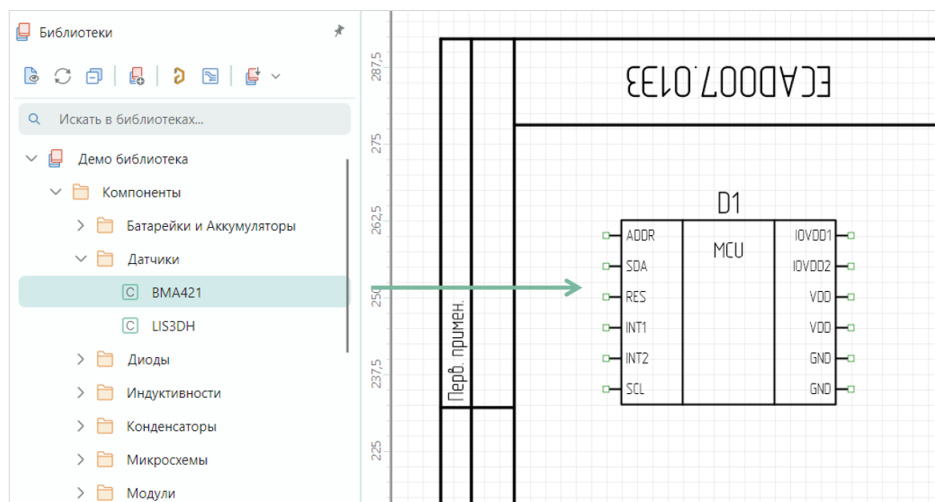 Библиотеки
Искать в библиотеках...
Демо библиотека
Компоненты
Батарейки и Аккумуляторы
Датчики
C BMA421
C LIS3DH
Диоды
Индуктивности
Конденсаторы
Микросхемы
Модули
287,5
275
262,5
250
237,5
225
Перв. примен.
ECAD007.0133
D1
MCU
ADDR
SDA
RES
INT1
INT2
SCL
IOVDD1
IOVDD2
VDD
VDD
GND
GND